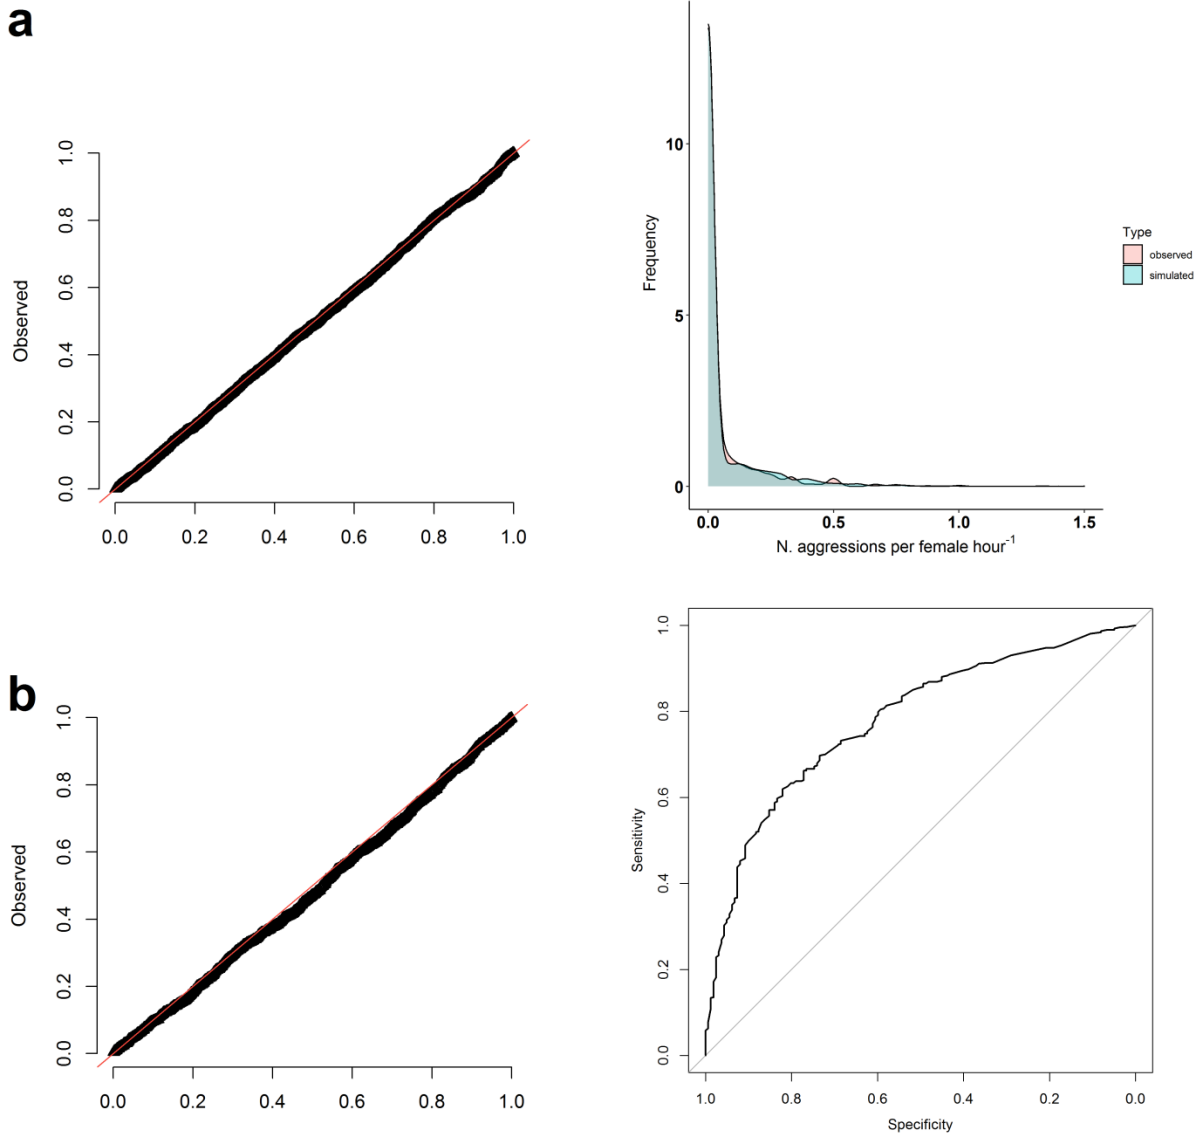 a
Observed
1.0
0.8
0.6
0.4
0.2
0.0
0.0 0.2 0.4 0.6 0.8 1.0
Frequency
10
5
0
0.0 0.5 1.0 1.5
N. aggressions per female hour⁻¹
Type
observed
simulated
b
Observed
1.0
0.8
0.6
0.4
0.2
0.0
0.0 0.2 0.4 0.6 0.8 1.0
Sensitivity
1.0
0.8
0.6
0.4
0.2
0.0
1.0 0.8 0.6 0.4 0.2 0.0
Specificity